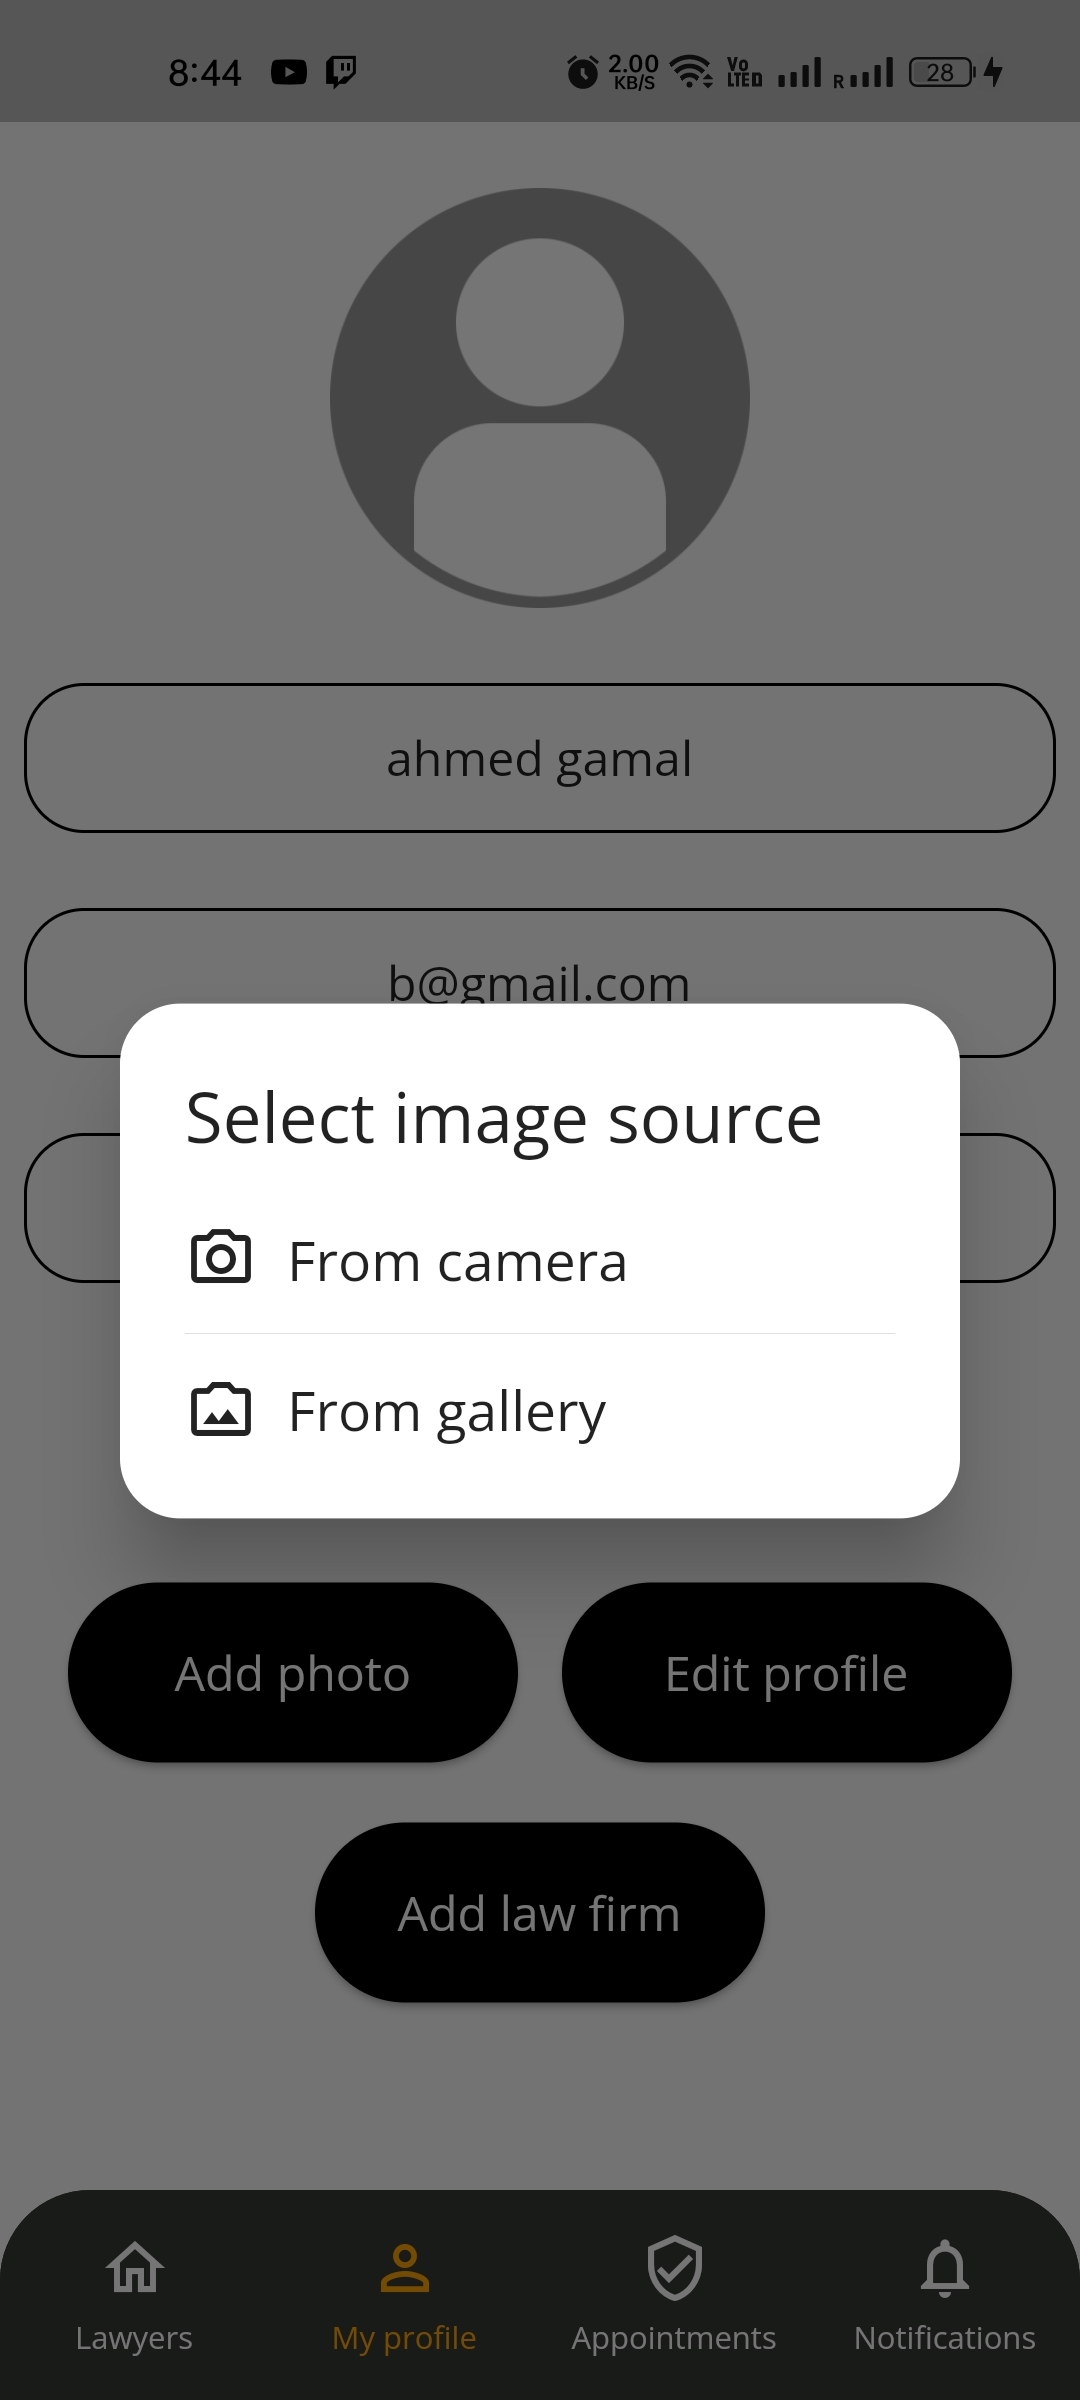 8:44
2.00
KB/S
Vo
LTED
R
28
ahmed gamal
b@gmail.com
Select image source
From camera
From gallery
Add photo
Edit profile
Add law firm
Lawyers
My profile
Appointments
Notifications